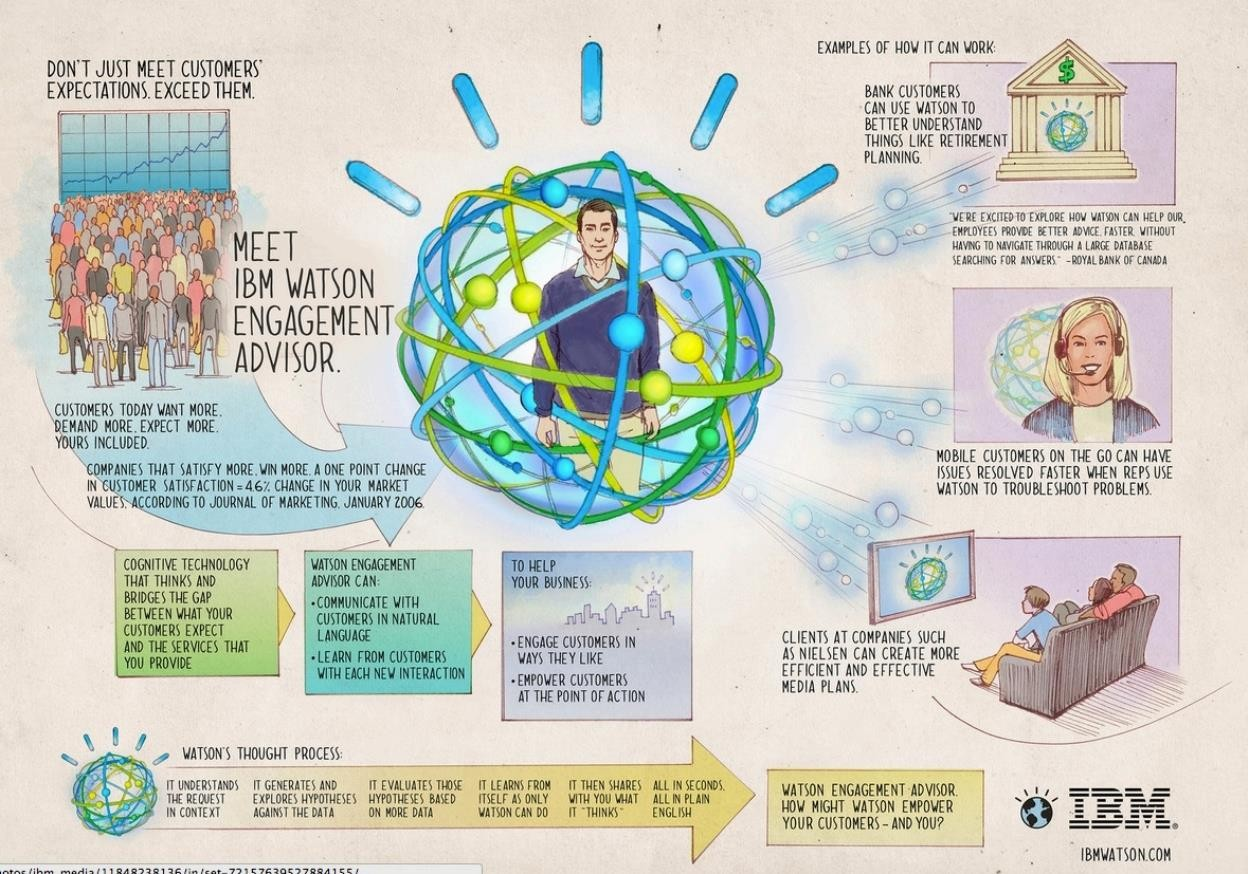 DON'T JUST MEET CUSTOMERS'
EXPECTATIONS. EXCEED THEM.
MEET
IBM WATSON
ENGAGEMENT
ADVISOR.
CUSTOMERS TODAY WANT MORE,
DEMAND MORE, EXPECT MORE.
YOURS INCLUDED.
COMPANIES THAT SATISFY MORE, WIN MORE. A ONE POINT CHANGE
IN CUSTOMER SATISFACTION = 4.6% CHANGE IN YOUR MARKET
VALUES, ACCORDING TO JOURNAL OF MARKETING, JANUARY 2006.
COGNITIVE TECHNOLOGY
THAT THINKS AND
BRIDGES THE GAP
BETWEEN WHAT YOUR
CUSTOMERS EXPECT
AND THE SERVICES THAT
YOU PROVIDE
WATSON ENGAGEMENT
ADVISOR CAN:
• COMMUNICATE WITH
CUSTOMERS IN NATURAL
LANGUAGE
• LEARN FROM CUSTOMERS
WITH EACH NEW INTERACTION
TO HELP
YOUR BUSINESS:
• ENGAGE CUSTOMERS IN
WAYS THEY LIKE
• EMPOWER CUSTOMERS
AT THE POINT OF ACTION
EXAMPLES OF HOW IT CAN WORK:
$
BANK CUSTOMERS
CAN USE WATSON TO
BETTER UNDERSTAND
THINGS LIKE RETIREMENT
PLANNING.
"WE'RE EXCITED TO EXPLORE HOW WATSON CAN HELP OUR
EMPLOYEES PROVIDE BETTER ADVICE, FASTER, WITHOUT
HAVING TO NAVIGATE THROUGH A LARGE DATABASE
SEARCHING FOR ANSWERS." -ROYAL BANK OF CANADA
MOBILE CUSTOMERS ON THE GO CAN HAVE
ISSUES RESOLVED FASTER WHEN REPS USE
WATSON TO TROUBLESHOOT PROBLEMS.
CLIENTS AT COMPANIES SUCH
AS NIELSEN CAN CREATE MORE
EFFICIENT AND EFFECTIVE
MEDIA PLANS.
WATSON'S THOUGHT PROCESS:
IT UNDERSTANDS
THE REQUEST
IN CONTEXT
IT GENERATES AND
EXPLORES HYPOTHESES
AGAINST THE DATA
IT EVALUATES THOSE
HYPOTHESES BASED
ON MORE DATA
IT LEARNS FROM
ITSELF AS ONLY
WATSON CAN DO
IT THEN SHARES
WITH YOU WHAT
IT "THINKS"
ALL IN SECONDS,
ALL IN PLAIN
ENGLISH
WATSON ENGAGEMENT ADVISOR.
HOW MIGHT WATSON EMPOWER
YOUR CUSTOMERS - AND YOU?
IBM®
IBMWATSON.COM